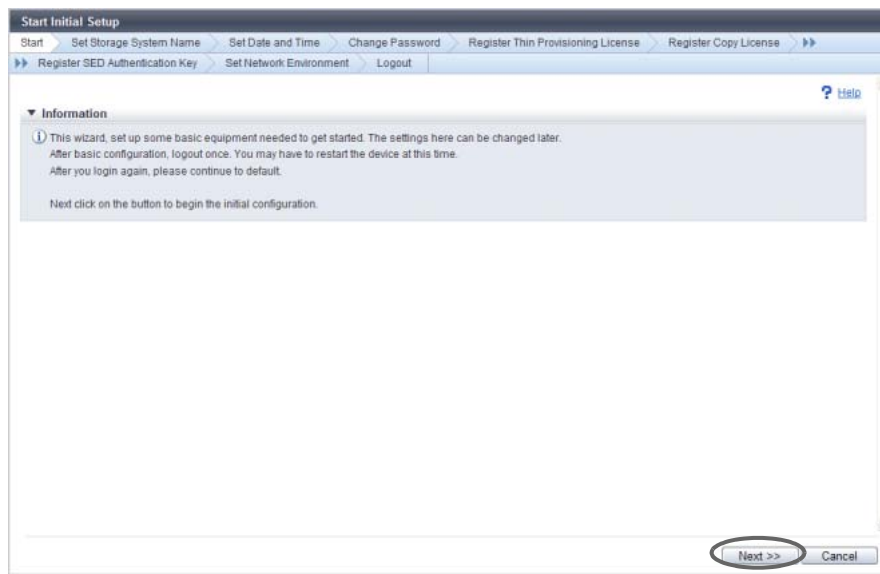 Start Initial Setup
Start Set Storage System Name Set Date and Time Change Password Register Thin Provisioning License Register Copy License
Register SED Authentication Key Set Network Environment Logout
? Help
Information
This wizard, set up some basic equipment needed to get started. The settings here can be changed later.
After basic configuration, logout once. You may have to restart the device at this time.
After you login again, please continue to default.
Next click on the button to begin the initial configuration.
Next >> Cancel